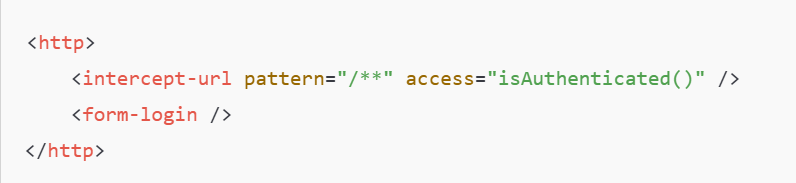 <http>
    <intercept-url pattern="/**" access="isAuthenticated()" />
    <form-login />
</http>